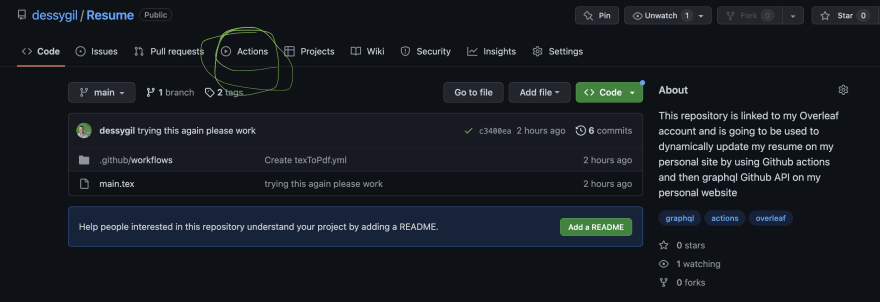 dessygil / Resume Public
Pin
Unwatch 1
Fork 0
Star 0
Code
Issues
Pull requests
Actions
Projects
Wiki
Security
Insights
Settings
main
1 branch
2 tags
Go to file
Add file
Code
dessygil trying this again please work
c3400ea 2 hours ago
6 commits
.github/workflows
Create texToPdf.yml
2 hours ago
main.tex
trying this again please work
2 hours ago
Help people interested in this repository understand your project by adding a README.
Add a README
About
This repository is linked to my Overleaf
account and is going to be used to
dynamically update my resume on my
personal site by using Github actions
and then graphql Github API on my
personal website
graphql
actions
overleaf
0 stars
1 watching
0 forks